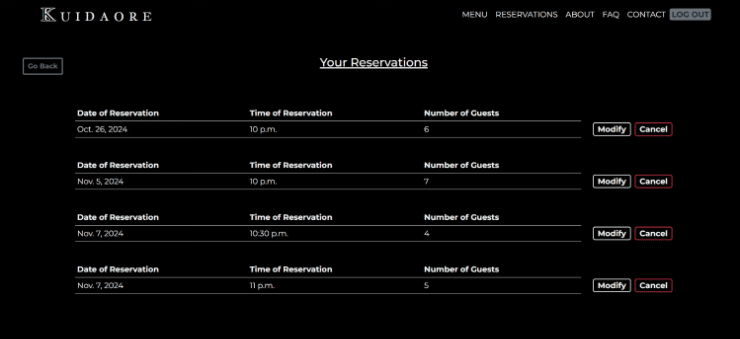 KUIDAORE MENU RESERVATIONS ABOUT FAQ CONTACT LOG OUT
Go Back
Your Reservations
Date of Reservation Time of Reservation Number of Guests
Oct. 26, 2024 10 p.m. 6 Modify Cancel
Date of Reservation Time of Reservation Number of Guests
Nov. 5, 2024 10 p.m. 7 Modify Cancel
Date of Reservation Time of Reservation Number of Guests
Nov. 7, 2024 10:30 p.m. 4 Modify Cancel
Date of Reservation Time of Reservation Number of Guests
Nov. 7, 2024 11 p.m. 5 Modify Cancel